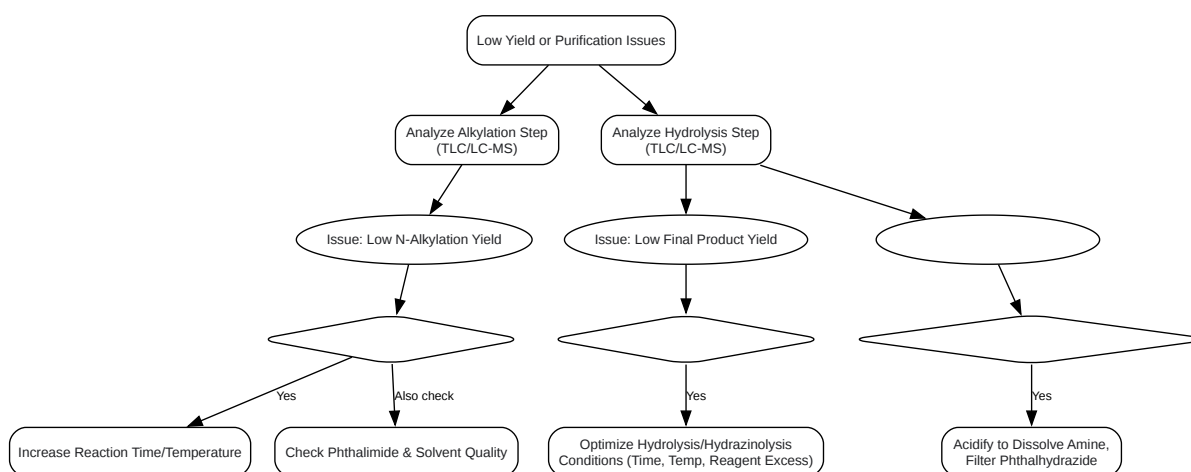 Low Yield or Purification Issues
Analyze Alkylation Step
(TLC/LC-MS)
Analyze Hydrolysis Step
(TLC/LC-MS)
Issue: Low N-Alkylation Yield
Issue: Low Final Product Yield
Yes
Also check
Yes
Yes
Increase Reaction Time/Temperature
Check Phthalimide & Solvent Quality
Optimize Hydrolysis/Hydrazinolysis
Conditions (Time, Temp, Reagent Excess)
Acidify to Dissolve Amine,
Filter Phthalhydrazide